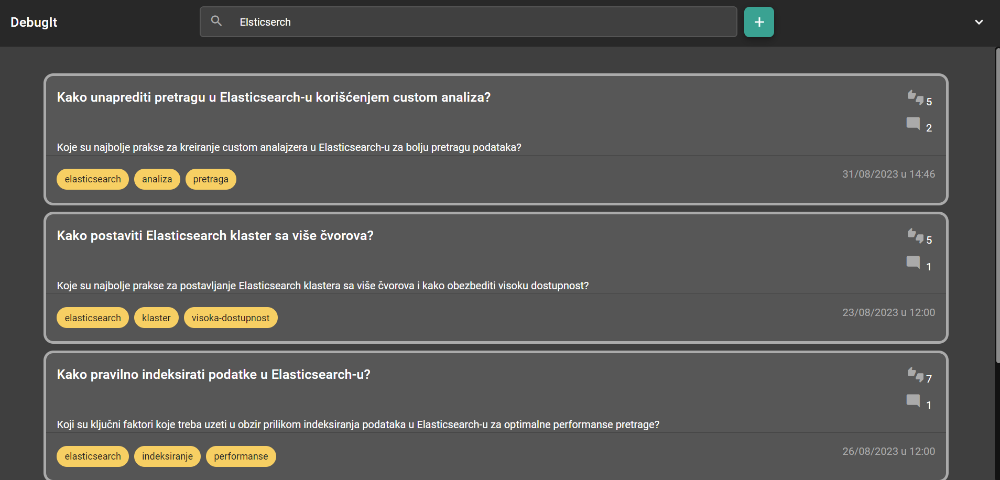 DebugIt
Elsticserch
Kako unaprediti pretragu u Elasticsearch-u korišćenjem custom analiza?
5
2
Koje su najbolje prakse za kreiranje custom analajzera u Elasticsearch-u za bolju pretragu podataka?
elasticsearch analiza pretraga
31/08/2023 u 14:46
Kako postaviti Elasticsearch klaster sa više čvorova?
5
1
Koje su najbolje prakse za postavljanje Elasticsearch klastera sa više čvorova i kako obezbediti visoku dostupnost?
elasticsearch klaster visoka-dostupnost
23/08/2023 u 12:00
Kako pravilno indeksirati podatke u Elasticsearch-u?
7
1
Koji su ključni faktori koje treba uzeti u obzir prilikom indeksiranja podataka u Elasticsearch-u za optimalne performanse pretrage?
elasticsearch indeksiranje performanse
26/08/2023 u 12:00